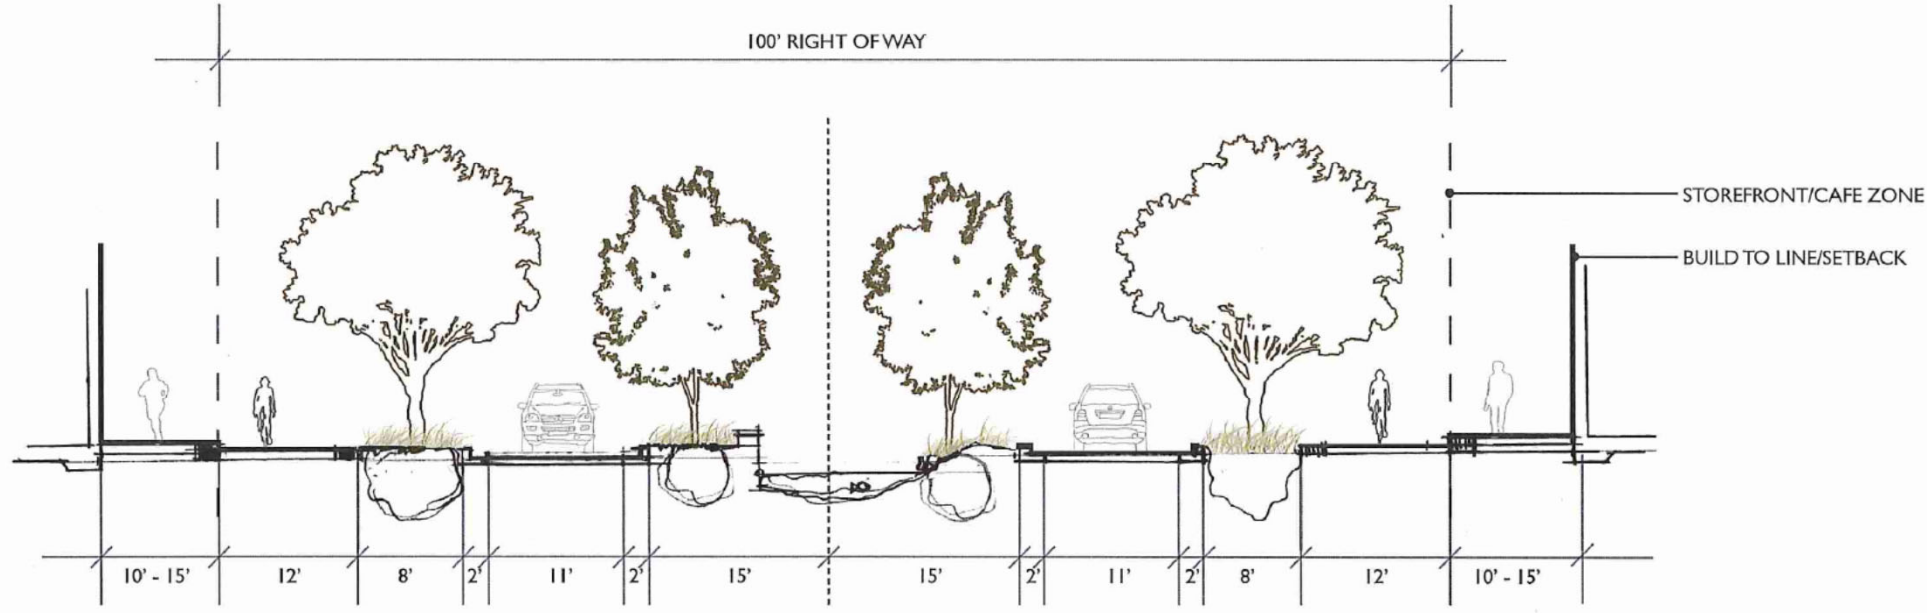 100' RIGHT OF WAY
STOREFRONT/CAFE ZONE
BUILD TO LINE/SETBACK
10' - 15' 12' 8' 2' 11' 2' 15' 15' 2' 11' 2' 8' 12' 10' - 15'